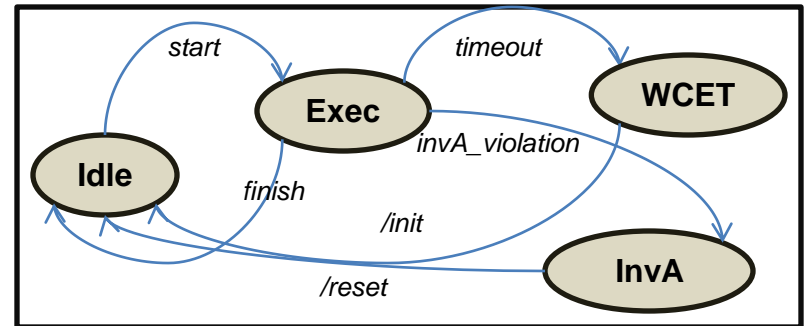 start
timeout
Exec
WCET
invA_violation
Idle
finish
/init
InvA
/reset